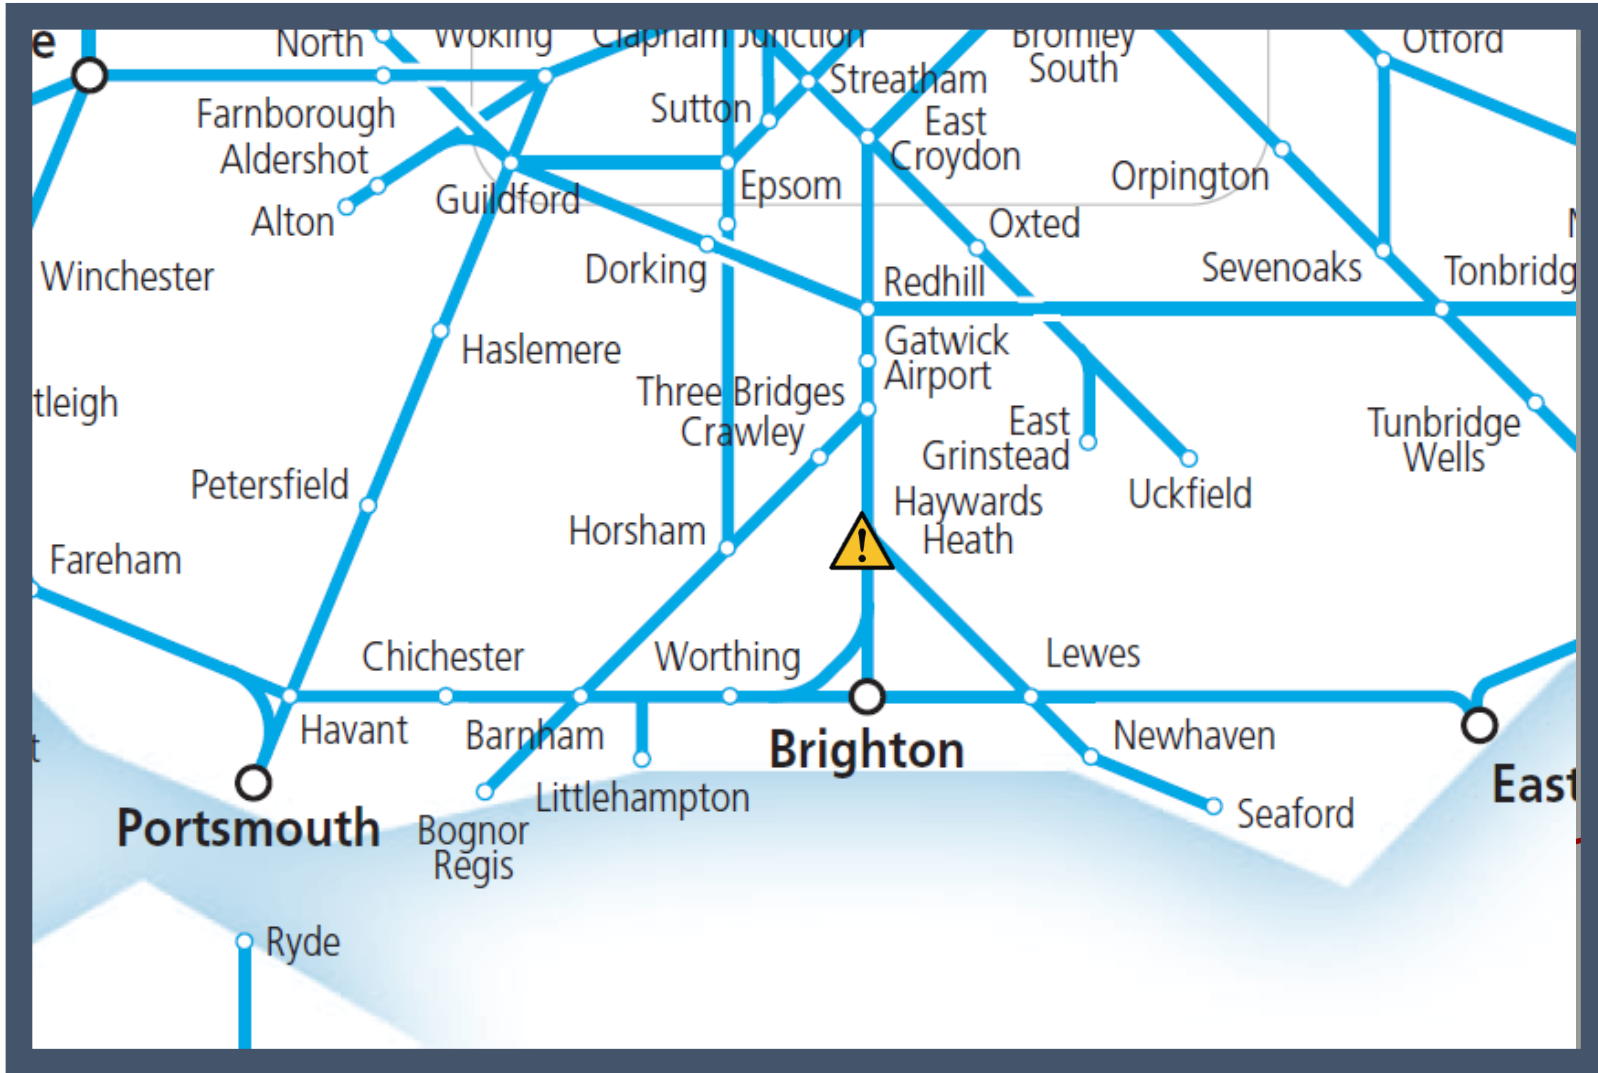 e
North
Woking
Clapham Junction
Bromley
South
Otford
Streatham
Sutton
Farnborough
Aldershot
East
Croydon
Orpington
Epsom
Guildford
Alton
Oxted
Winchester
Dorking
Redhill
Sevenoaks
Tonbridg
Haslemere
Gatwick
Airport
tleigh
Three Bridges
Crawley
East
Grinstead
Tunbridge
Wells
Petersfield
Uckfield
Haywards
Heath
Horsham
Fareham
!
Chichester
Worthing
Lewes
Havant
Barnham
Brighton
Newhaven
t
Portsmouth
Littlehampton
East
Seaford
Bognor
Regis
Ryde